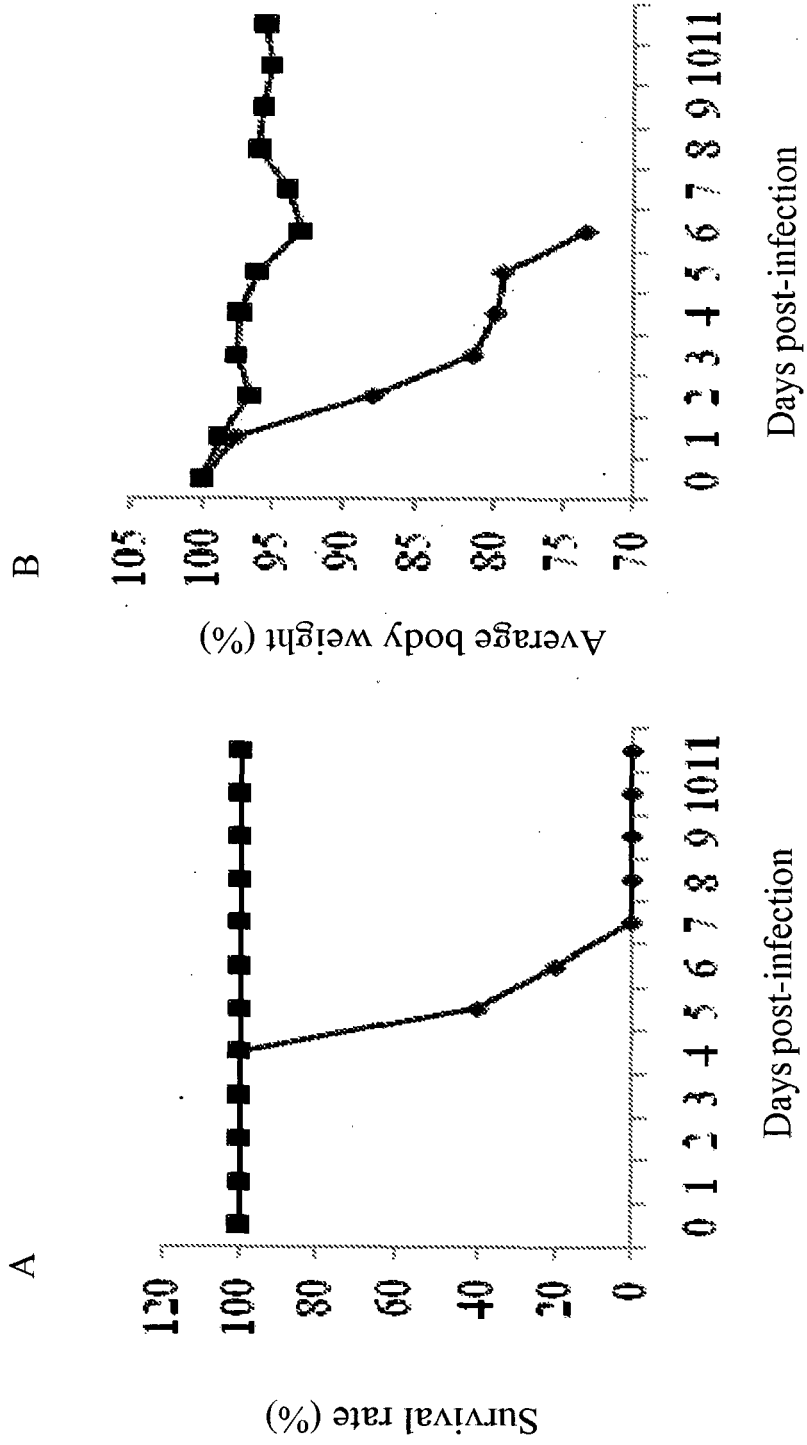 A
Survival rate (%)
120
100
80
60
40
20
0
0 1 2 3 4 5 6 7 8 9 10 11
Days post-infection
B
Average body weight (%)
105
100
95
90
85
80
75
70
0 1 2 3 4 5 6 7 8 9 10 11
Days post-infection